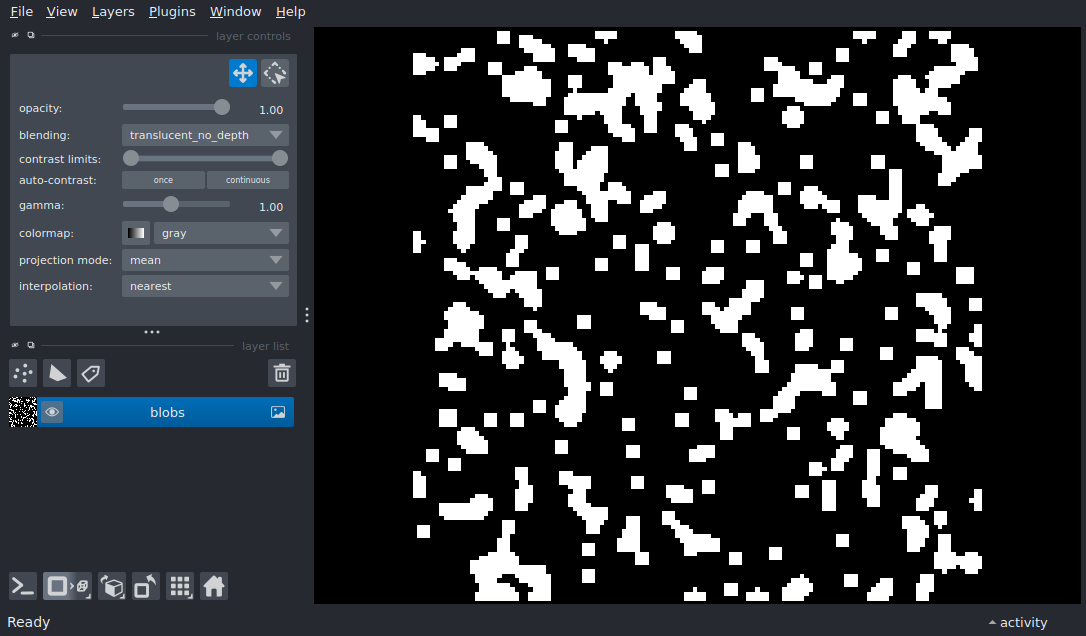 File View Layers Plugins Window Help
layer controls
opacity: 1.00
blending: translucent_no_depth
contrast limits:
auto-contrast: once continuous
gamma: 1.00
colormap: gray
projection mode: mean
interpolation: nearest
layer list
blobs
Ready
activity